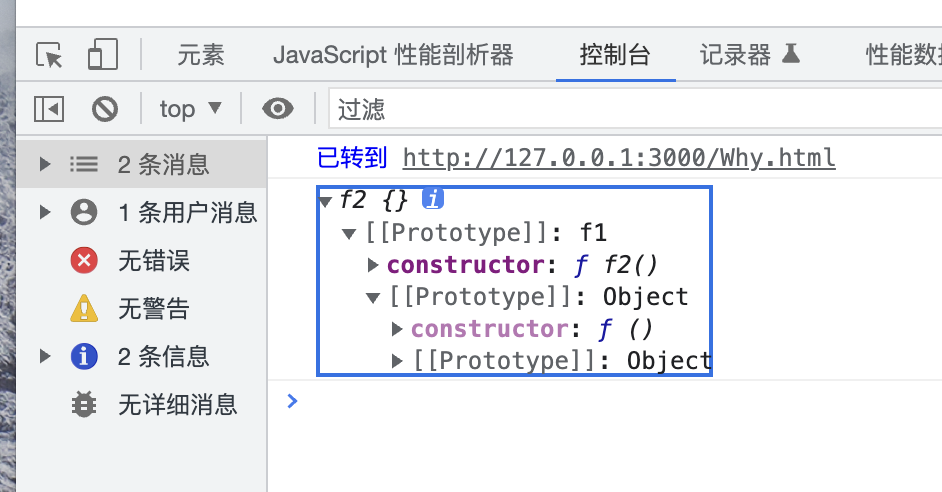 元素 JavaScript 性能剖析器 控制台 记录器 性能数
top 过滤
2 条消息
1 条用户消息
无错误
无警告
2 条信息
无详细消息
已转到 http://127.0.0.1:3000/Why.html
▼f2 {} i
▼[[Prototype]]: f1
▶constructor: ƒ f2()
▼[[Prototype]]: Object
▶constructor: ƒ ()
▶[[Prototype]]: Object
>